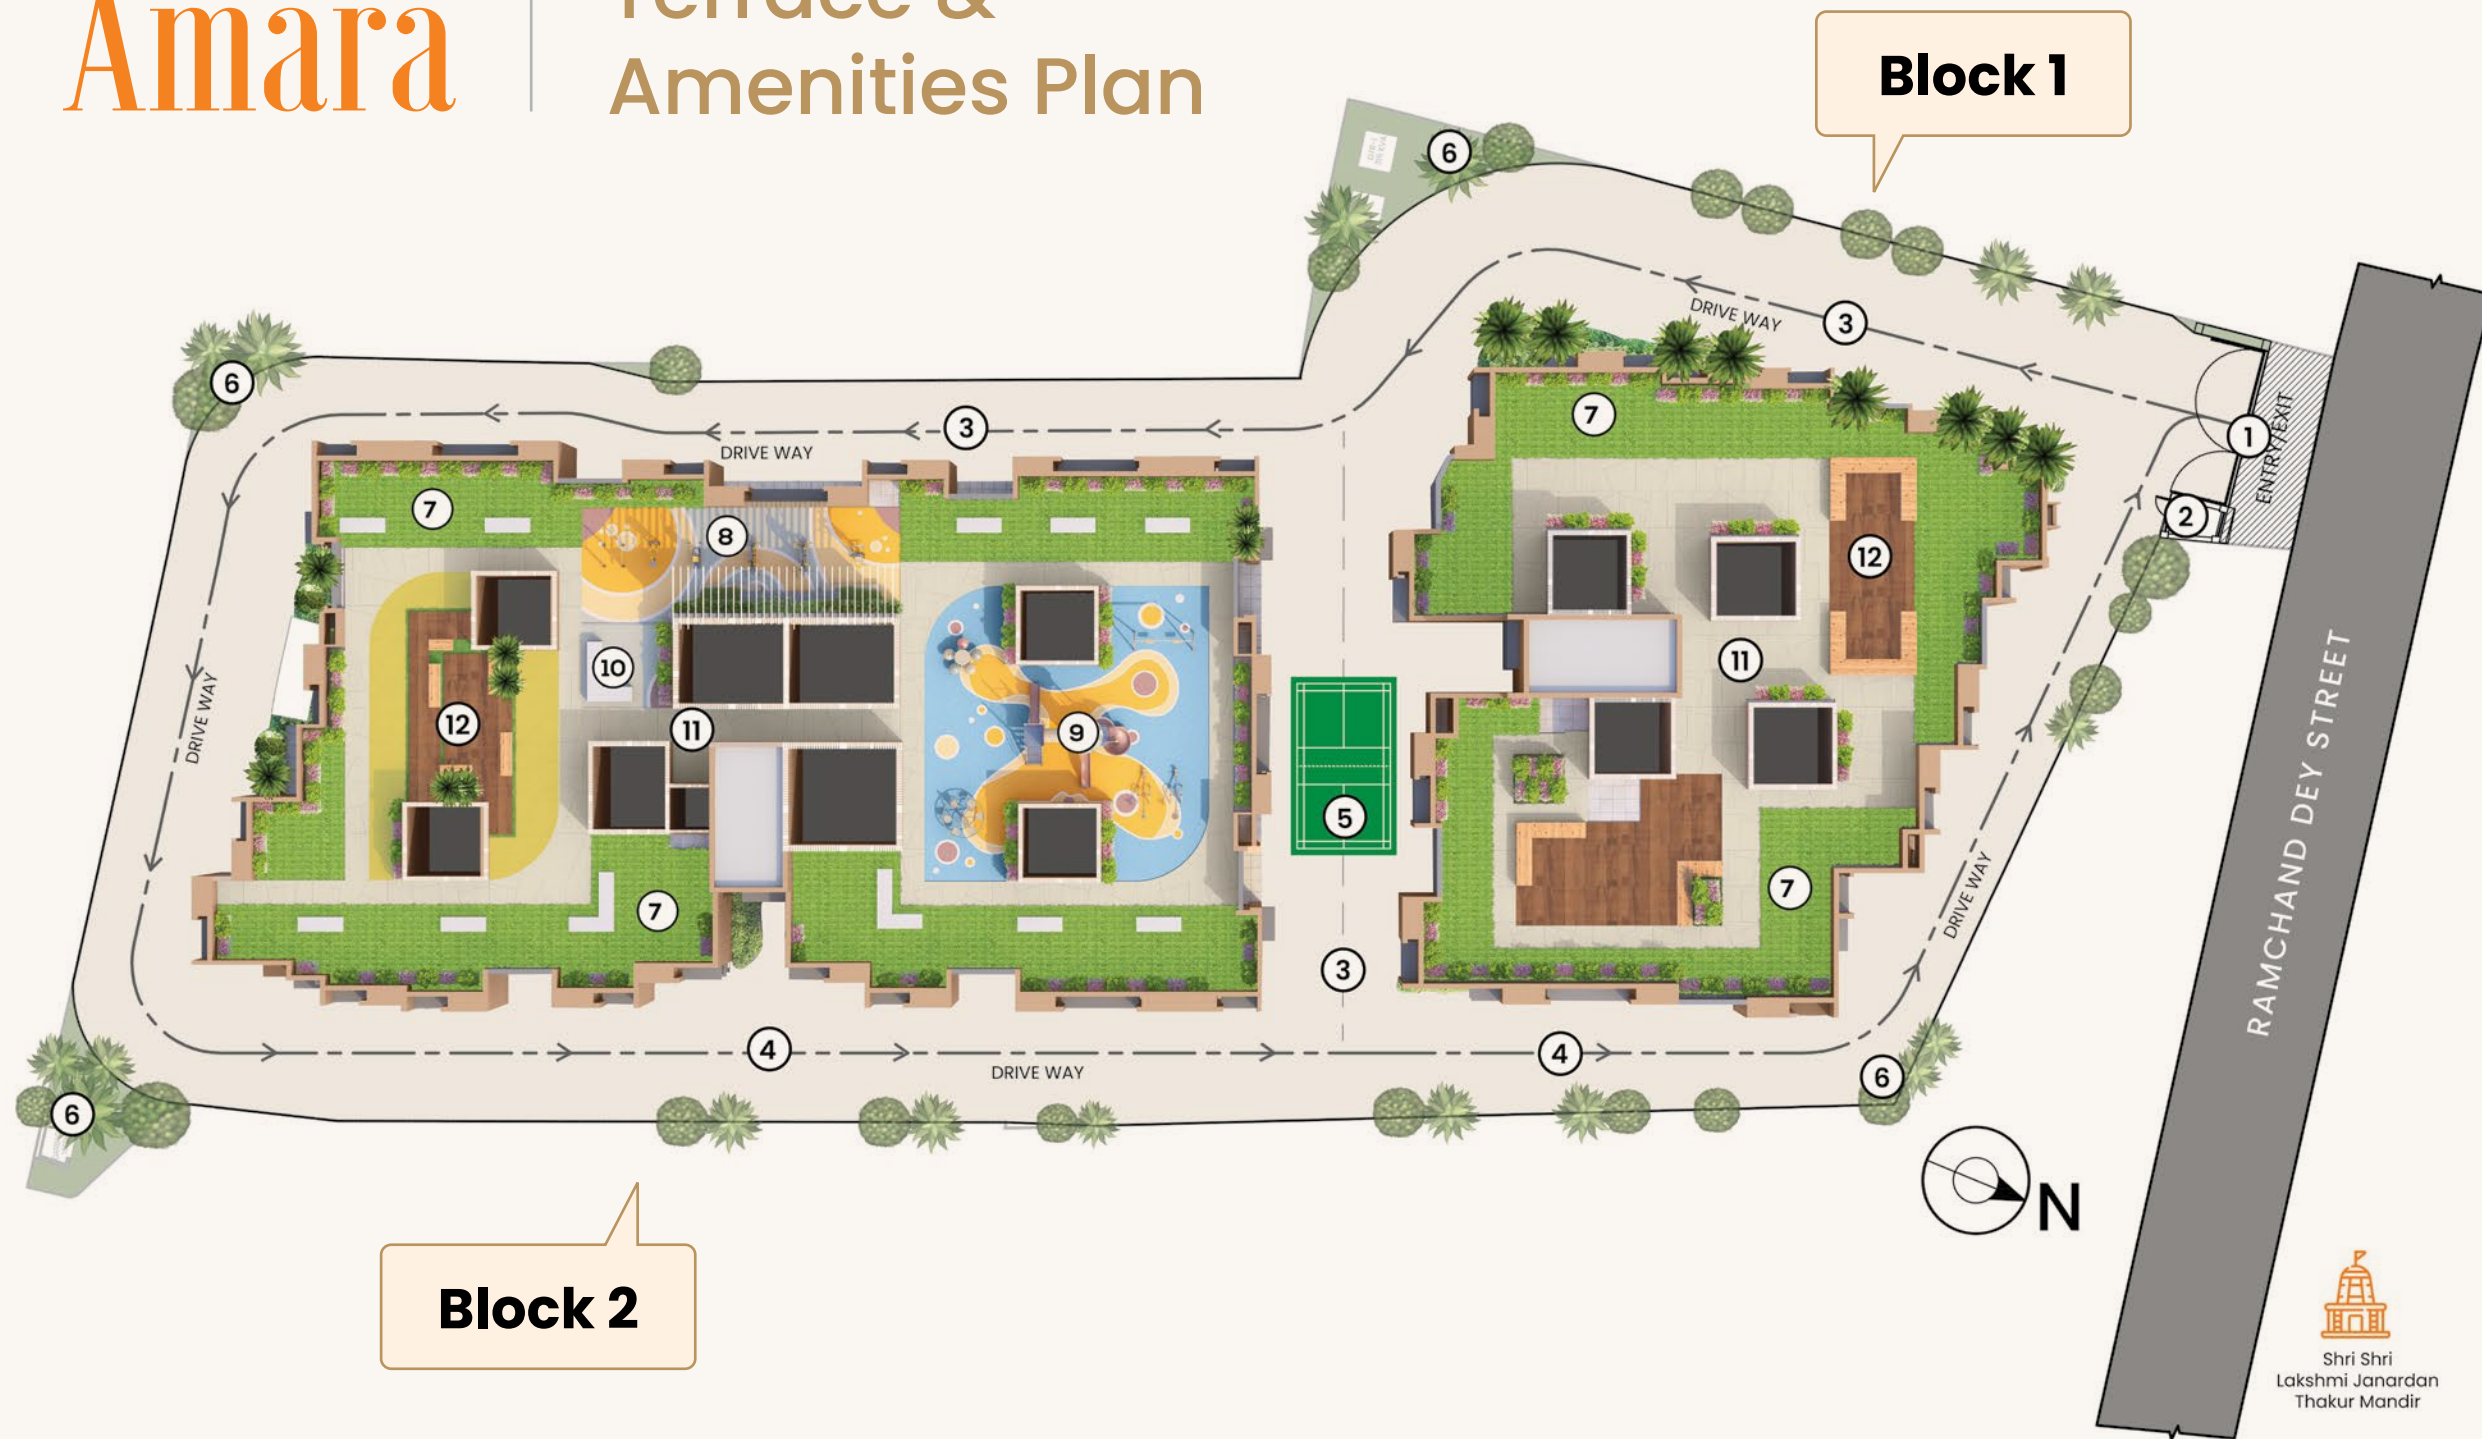 Amara
Terrace &
Amenities Plan
Block 1
6
DRIVE WAY
3
6
7
1
ENTRY/EXIT
3
DRIVE WAY
7
8
2
12
10
11
DRIVE WAY
12
11
9
5
RAMCHAND DEY STREET
7
7
DRIVE WAY
3
4
4
DRIVE WAY
6
6
N
Block 2
Shri Shri
Lakshmi Janardan
Thakur Mandir